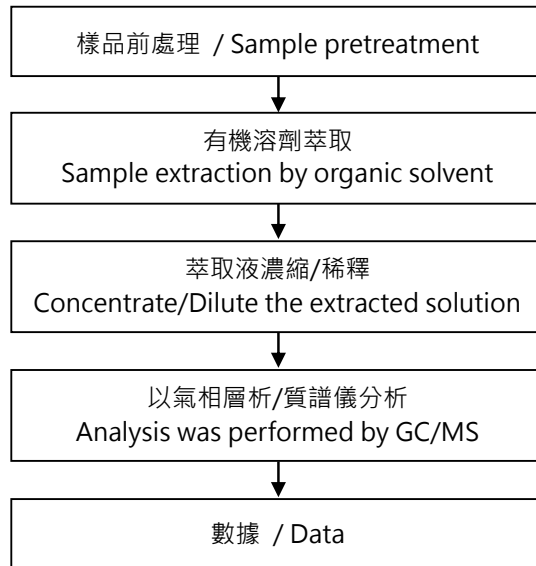 樣品前處理 / Sample pretreatment
有機溶劑萃取
Sample extraction by organic solvent
萃取液濃縮/稀釋
Concentrate/Dilute the extracted solution
以氣相層析/質譜儀分析
Analysis was performed by GC/MS
數據 / Data